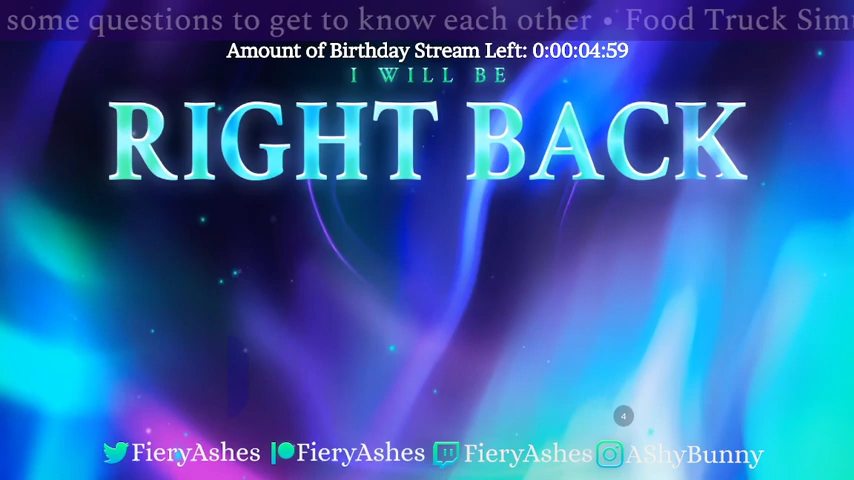 some questions to get to know each other • Food Truck Sim
Amount of Birthday Stream Left: 0:00:04:59
I WILL BE
RIGHT BACK
4
FieryAshes FieryAshes FieryAshes AShyBunny